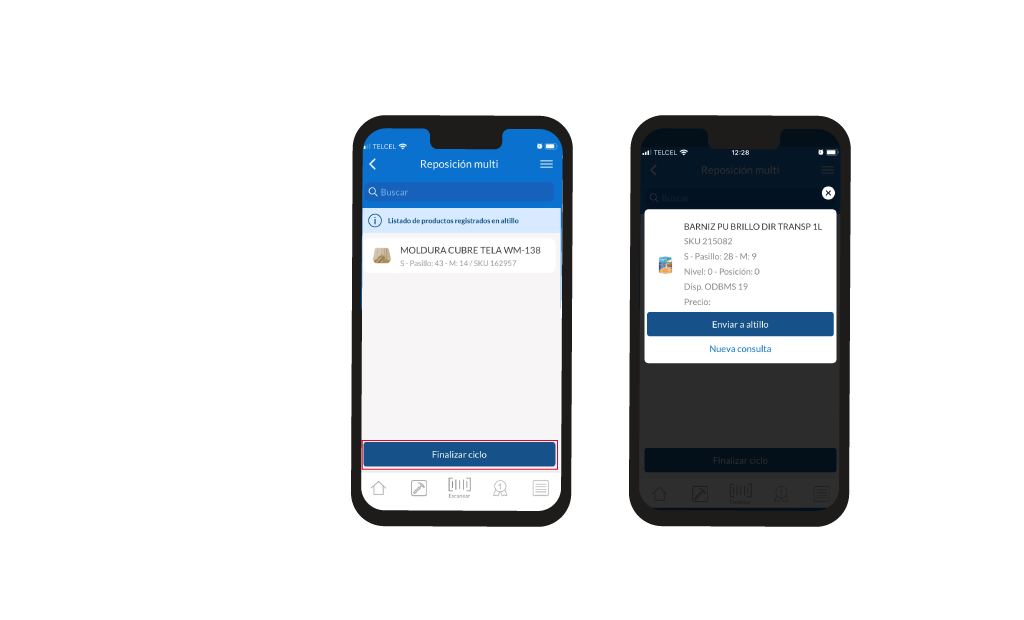 TELCEL
Reposición multi
Buscar
Listado de productos registrados en altillo
MOLDURA CUBRE TELA WM-138
S - Pasillo: 43 - M: 14 / SKU 162957
Finalizar ciclo
Escanear
1
TELCEL
12:28
Reposición multi
Buscar
BARNIZ PU BRILLO DIR TRANSP 1L
SKU 215082
S - Pasillo: 28 - M: 9
Nivel: 0 - Posición: 0
Disp. ODBMS 19
Precio:
Enviar a altillo
Nueva consulta
Finalizar ciclo
Escanear
1